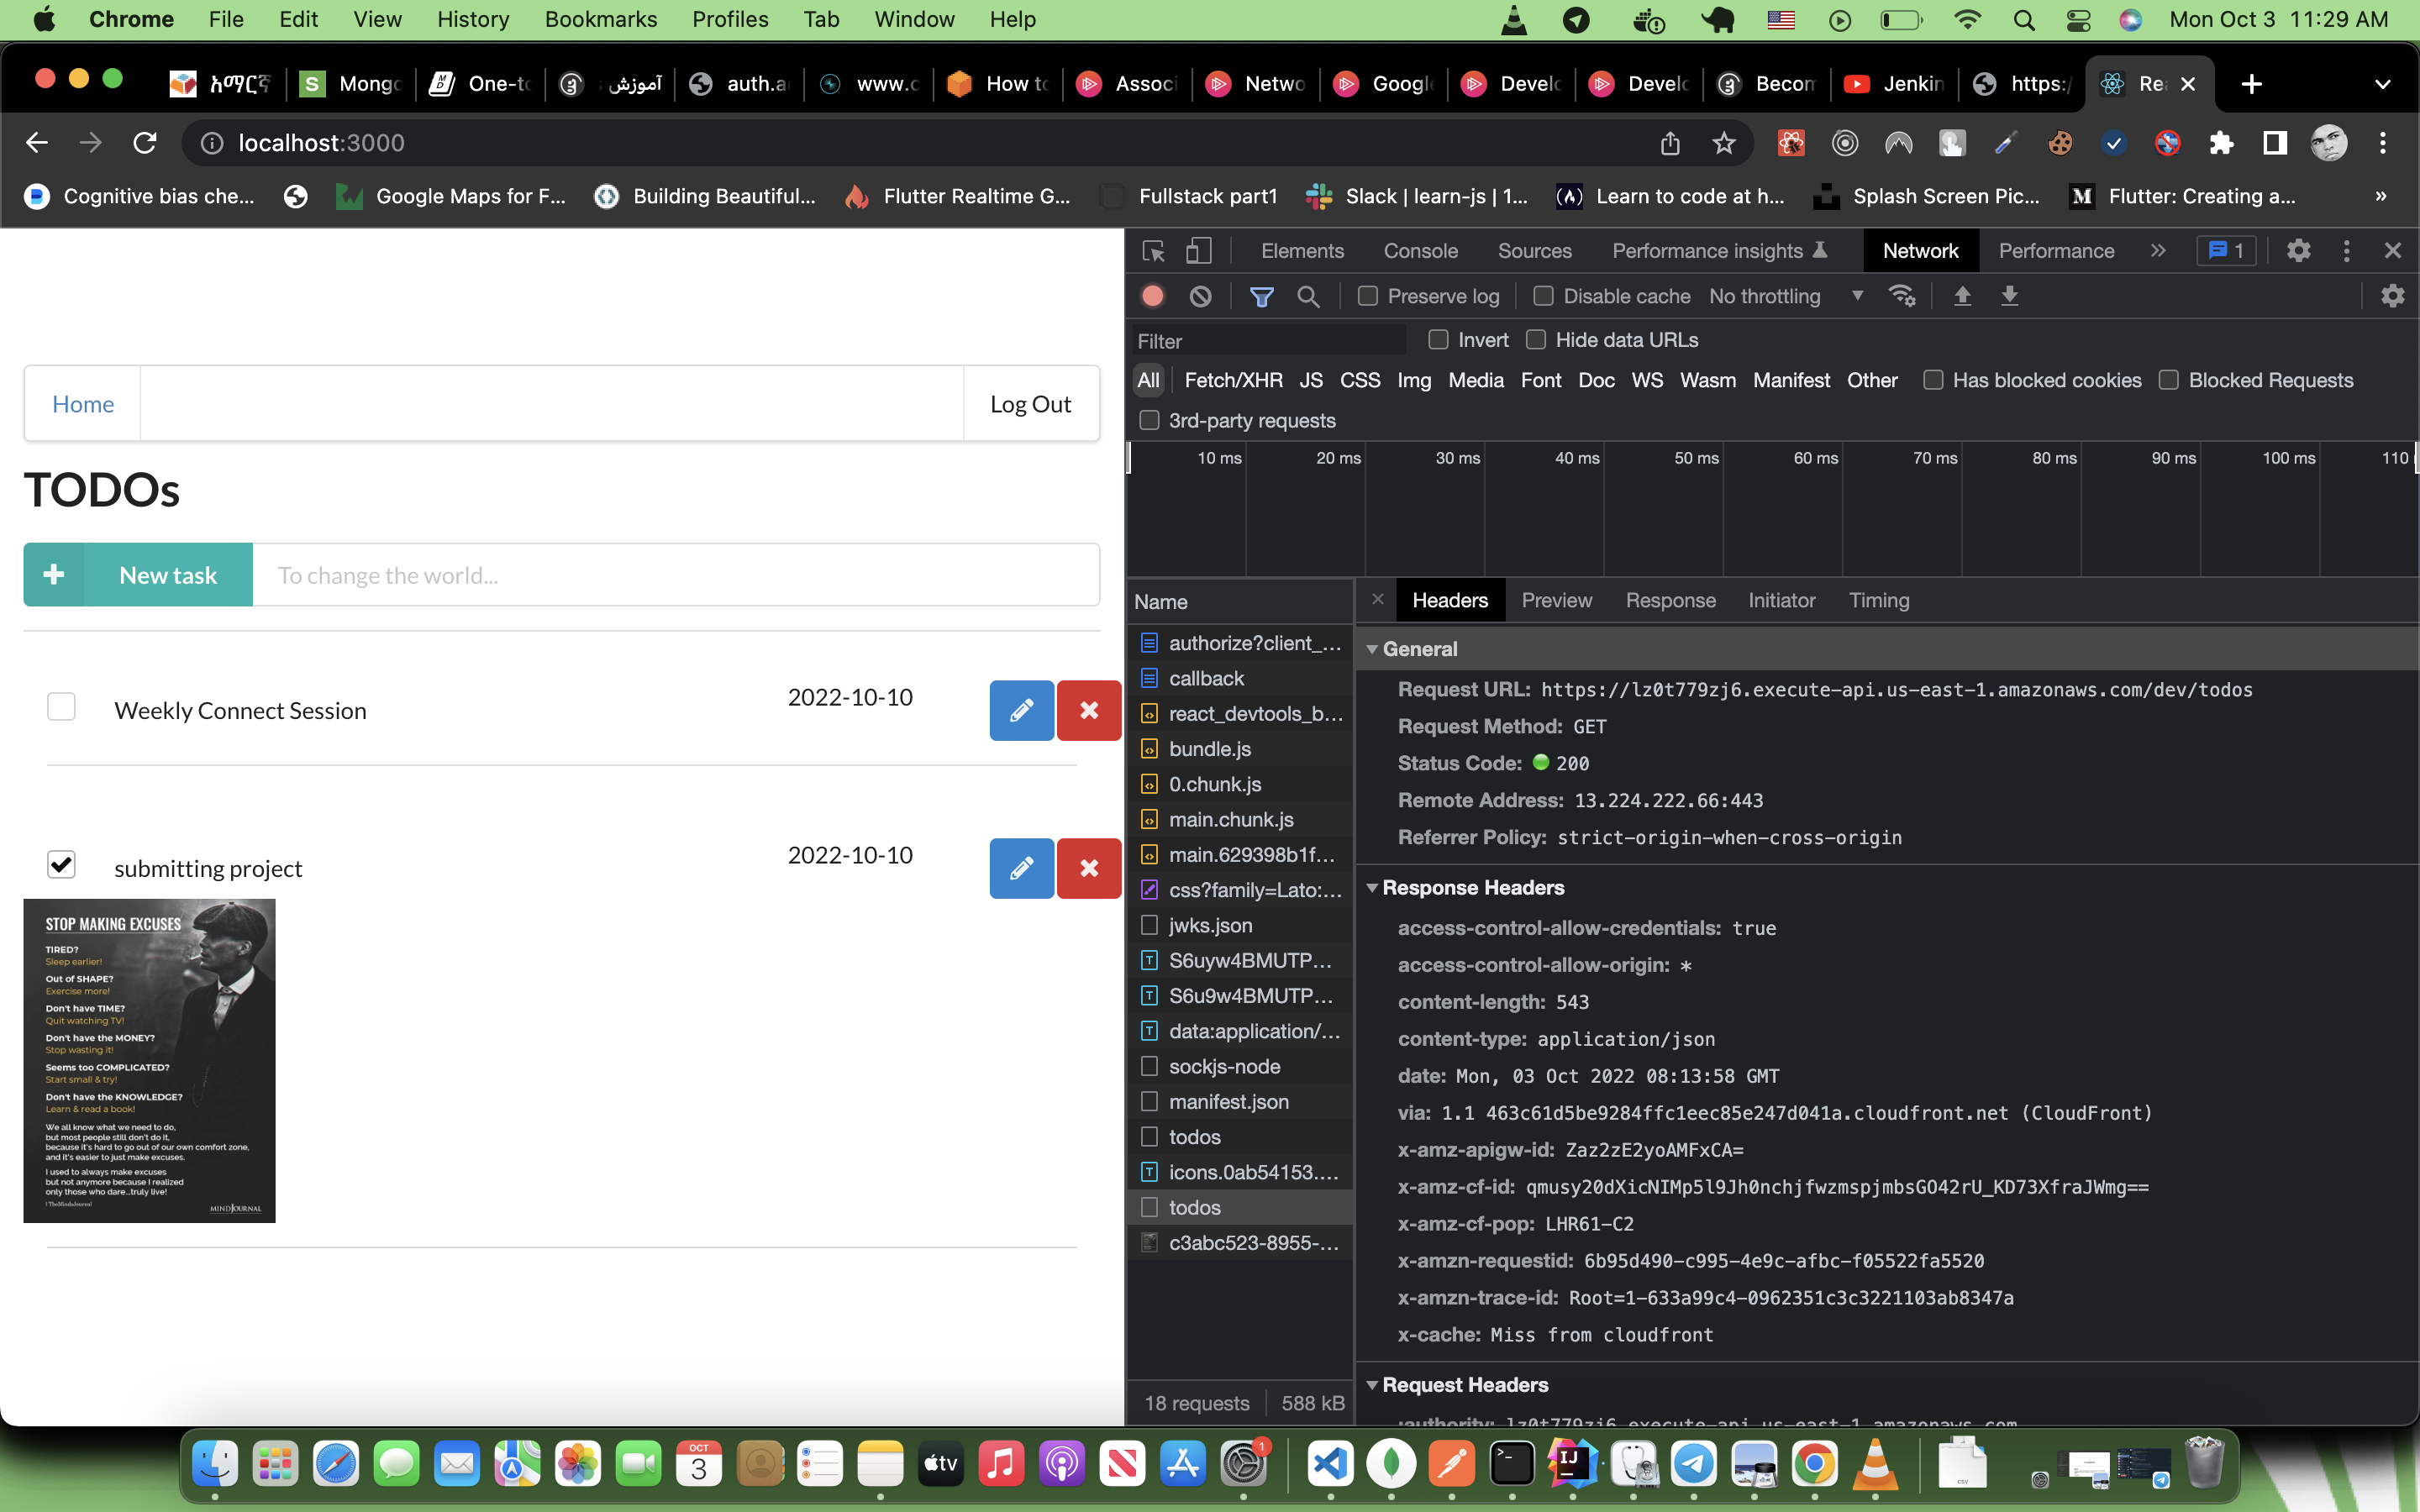 Chrome File Edit View History Bookmarks Profiles Tab Window Help Mon Oct 3 11:29 AM
አማርኛ Mongo One-to آموزش auth.a www.c How to Associ Netwo Google Develo Develo Becom Jenkin https:/ Rea
localhost:3000
Cognitive bias che... Google Maps for F... Building Beautiful... Flutter Realtime G... Fullstack part1 Slack | learn-js | 1... Learn to code at h... Splash Screen Pic... Flutter: Creating a... »
Home
Log Out
TODOs
New task
To change the world...
Weekly Connect Session
2022-10-10
submitting project
2022-10-10
STOP MAKING EXCUSES
TIRED?
Sleep earlier!
Out of SHAPE?
Exercise more!
Don't have TIME?
Quit watching TV!
Don't have the MONEY?
Stop wasting it!
Seems too COMPLICATED?
Start small & try!
Don't have the KNOWLEDGE?
Learn & read a book!
We all know what we need to do,
but most people still don't do it,
because it's hard to go out of our own comfort zone,
and it's easier to just make excuses.
I used to always make excuses
but not anymore because I realized
only those who dare...truly live!
MINDJOURNAL
Elements Console Sources Performance insights Network Performance » 1
Preserve log Disable cache No throttling
Filter Invert Hide data URLs
All Fetch/XHR JS CSS Img Media Font Doc WS Wasm Manifest Other Has blocked cookies Blocked Requests
3rd-party requests
10 ms 20 ms 30 ms 40 ms 50 ms 60 ms 70 ms 80 ms 90 ms 100 ms 110
Name
authorize?client_...
callback
react_devtools_b...
bundle.js
0.chunk.js
main.chunk.js
main.629398b1f...
css?family=Lato:...
jwks.json
S6uyw4BMUTP...
S6u9w4BMUTP...
data:application/...
sockjs-node
manifest.json
todos
icons.0ab54153....
todos
c3abc523-8955-...
18 requests 588 kB
Headers Preview Response Initiator Timing
General
Request URL: https://lz0t779zj6.execute-api.us-east-1.amazonaws.com/dev/todos
Request Method: GET
Status Code: 200
Remote Address: 13.224.222.66:443
Referrer Policy: strict-origin-when-cross-origin
Response Headers
access-control-allow-credentials: true
access-control-allow-origin: *
content-length: 543
content-type: application/json
date: Mon, 03 Oct 2022 08:13:58 GMT
via: 1.1 463c61d5be9284ffc1eec85e247d041a.cloudfront.net (CloudFront)
x-amz-apigw-id: Zaz2zE2yoAMFxCA=
x-amz-cf-id: qmusy20dXicNIMp5l9Jh0nchjfwzmspjmbsGO42rU_KD73XfraJWmg==
x-amz-cf-pop: LHR61-C2
x-amzn-requestid: 6b95d490-c995-4e9c-afbc-f05522fa5520
x-amzn-trace-id: Root=1-633a99c4-0962351c3c3221103ab8347a
x-cache: Miss from cloudfront
Request Headers
:authority: lz0t779zj6.execute-api.us-east-1.amazonaws.com
OCT
3
tv
1
IJ
CSV